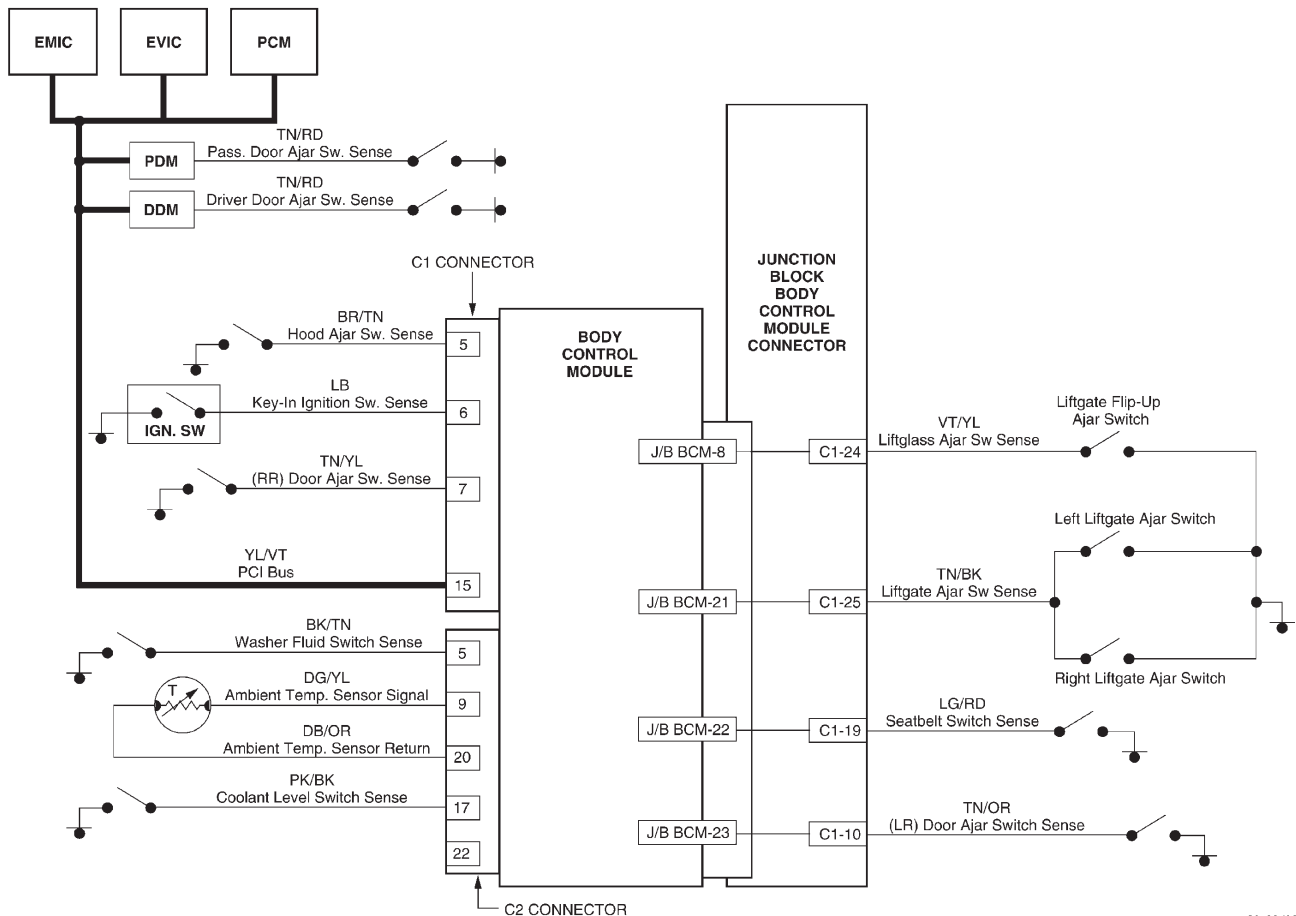 EMIC
EVIC
PCM
TN/RD
Pass. Door Ajar Sw. Sense
PDM
TN/RD
Driver Door Ajar Sw. Sense
DDM
C1 CONNECTOR
BR/TN
Hood Ajar Sw. Sense
5
LB
Key-In Ignition Sw. Sense
6
IGN. SW
TN/YL
(RR) Door Ajar Sw. Sense
7
YL/VT
PCI Bus
15
BK/TN
Washer Fluid Switch Sense
5
DG/YL
Ambient Temp. Sensor Signal
T
9
DB/OR
Ambient Temp. Sensor Return
20
PK/BK
Coolant Level Switch Sense
17
22
C2 CONNECTOR
BODY
CONTROL
MODULE
J/B BCM-8
J/B BCM-21
J/B BCM-22
J/B BCM-23
JUNCTION
BLOCK
BODY
CONTROL
MODULE
CONNECTOR
C1-24
C1-25
C1-19
C1-10
VT/YL
Liftglass Ajar Sw Sense
Liftgate Flip-Up
Ajar Switch
Left Liftgate Ajar Switch
TN/BK
Liftgate Ajar Sw Sense
Right Liftgate Ajar Switch
LG/RD
Seatbelt Switch Sense
TN/OR
(LR) Door Ajar Switch Sense